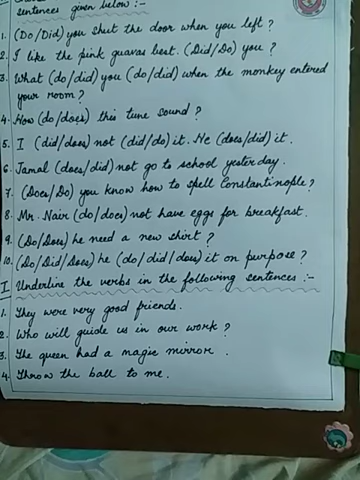 sentences given below :-
1. (Do/Did) you shut the door when you left ?
2. I like the pink guavas best. (Did/Do) you ?
3. What (do/did) you (do/did) when the monkey entered
your room ?
4. How (do/does) this tune sound ?
5. I (did/does) not (did/do) it. He (does/did) it.
6. Jamal (does/did) not go to school yesterday.
7. (Does/Do) you know how to spell Constantinople ?
8. Mr. Nair (do/does) not have eggs for breakfast.
9. (Do/Does) he need a new shirt ?
10. (Do/Did/Does) he (do/did/does) it on purpose ?
I Underline the verbs in the following sentences :-
1. They were very good friends.
2. Who will guide us in our work ?
3. The queen had a magic mirror .
4. Throw the ball to me.